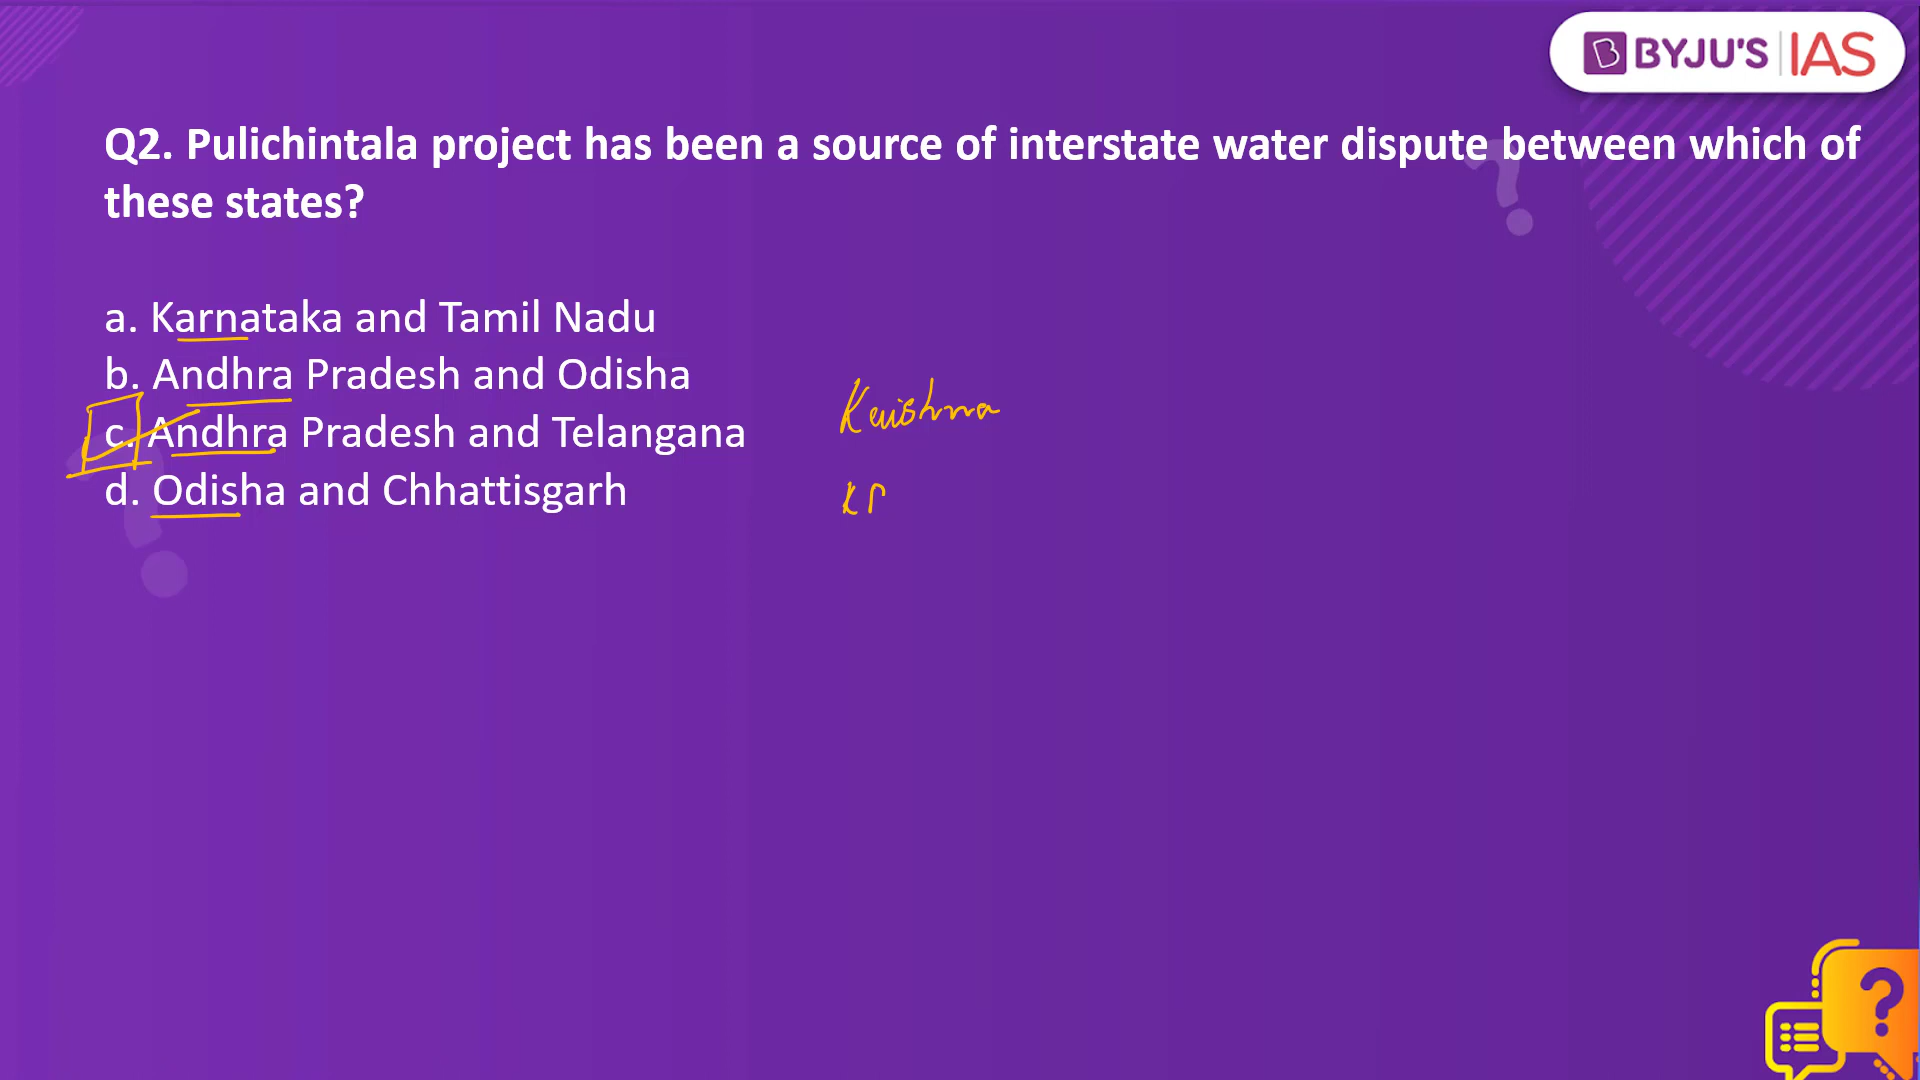 BYJU'S IAS
Q2. Pulichintala project has been a source of interstate water dispute between which of
these states?
a. Karnataka and Tamil Nadu
b. Andhra Pradesh and Odisha
c. Andhra Pradesh and Telangana
d. Odisha and Chhattisgarh
Krishna